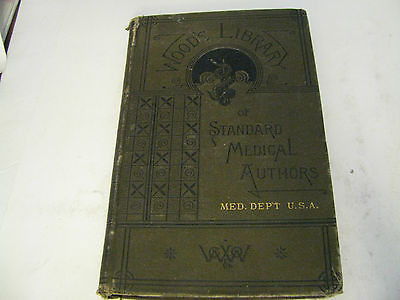 WOOD'S LIBRARY
OF
STANDARD
MEDICAL
AUTHORS
MED. DEPT U.S.A.